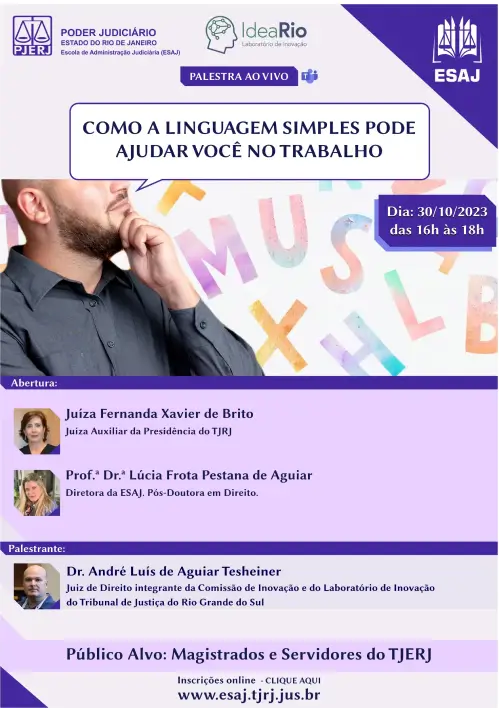 PJERJ
PODER JUDICIÁRIO
ESTADO DO RIO DE JANEIRO
Escola de Administração Judiciária (ESAJ)
IdeaRio
Laboratório de Inovação
ESAJ
PALESTRA AO VIVO
COMO A LINGUAGEM SIMPLES PODE
AJUDAR VOCÊ NO TRABALHO
Dia: 30/10/2023
das 16h às 18h
MUS
XHLB
Abertura:
Juíza Fernanda Xavier de Brito
Juíza Auxiliar da Presidência do TJRJ
Prof.ª Dr.ª Lúcia Frota Pestana de Aguiar
Diretora da ESAJ. Pós-Doutora em Direito.
Palestrante:
Dr. André Luís de Aguiar Tesheiner
Juiz de Direito integrante da Comissão de Inovação e do Laboratório de Inovação
do Tribunal de Justiça do Rio Grande do Sul
Público Alvo: Magistrados e Servidores do TJERJ
Inscrições online - CLIQUE AQUI
www.esaj.tjrj.jus.br